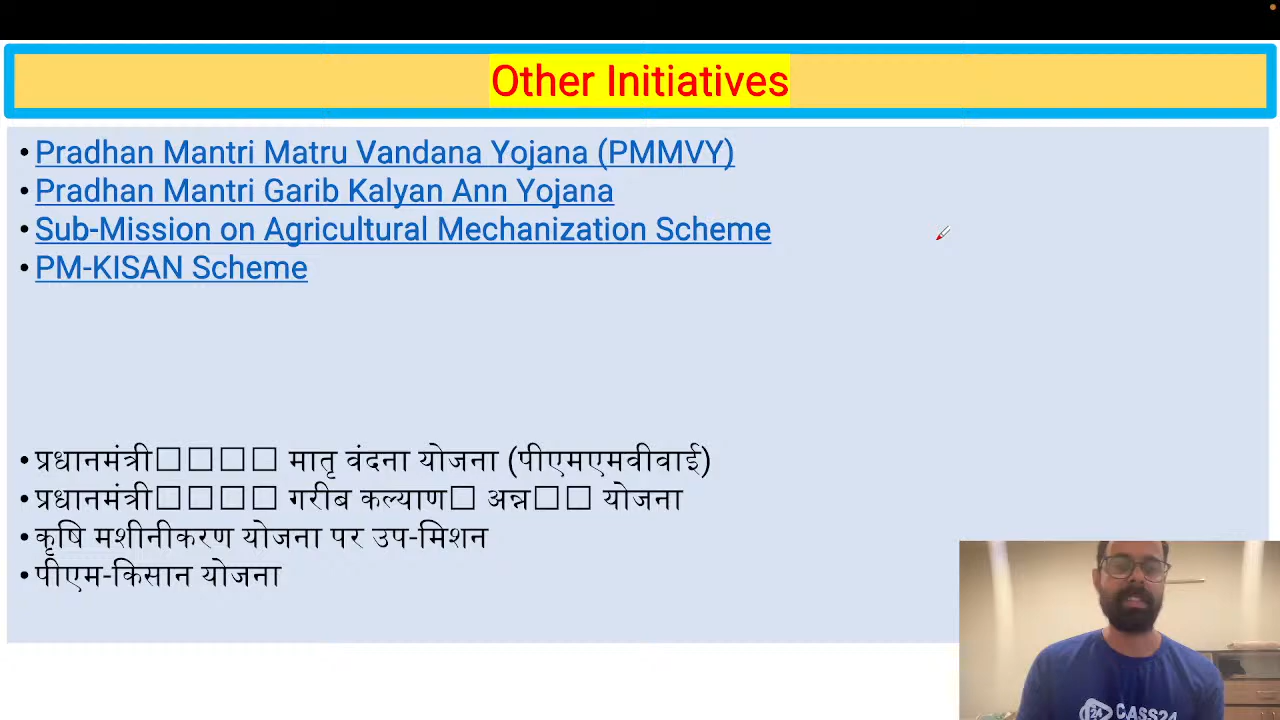 Other Initiatives
• Pradhan Mantri Matru Vandana Yojana (PMMVY)
• Pradhan Mantri Garib Kalyan Ann Yojana
• Sub-Mission on Agricultural Mechanization Scheme
• PM-KISAN Scheme
• प्रधानमंत्री□□□□ मातृ वंदना योजना (पीएमएमवीवाई)
• प्रधानमंत्री□□□□ गरीब कल्याण□ अन्न□□ योजना
• कृषि मशीनीकरण योजना पर उप-मिशन
• पीएम-किसान योजना
24 CASS24